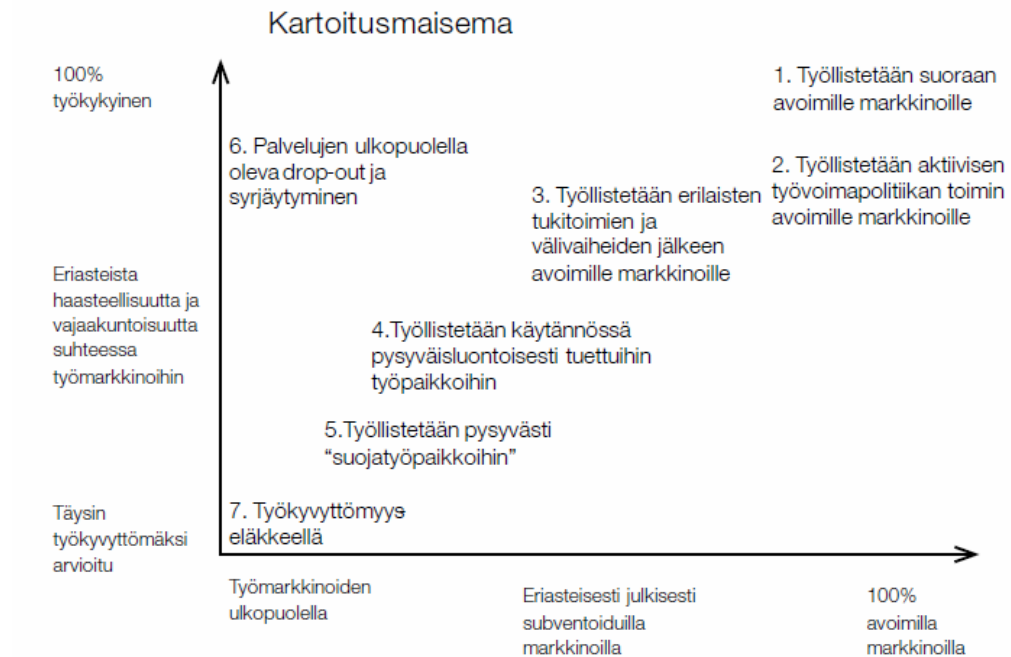 Kartoitusmaisema
100%
työkykyinen
1. Työllistetään suoraan
avoimille markkinoille
6. Palvelujen ulkopuolella
oleva drop-out ja
syrjäytyminen
2. Työllistetään aktiivisen
työvoimapolitiikan toimin
avoimille markkinoille
3. Työllistetään erilaisten
tukitoimien ja
välivaiheiden jälkeen
avoimille markkinoille
Eriasteista
haasteellisuutta ja
vajaakuntoisuutta
suhteessa
työmarkkinoihin
4.Työllistetään käytännössä
pysyväisluontoisesti tuettuihin
työpaikkoihin
5.Työllistetään pysyvästi
“suojatyöpaikkoihin”
Täysin
työkyvyttömäksi
arvioitu
7. Työkyvyttömyys
eläkkeellä
Työmarkkinoiden
ulkopuolella
Eriasteisesti julkisesti
subventoiduilla
markkinoilla
100%
avoimilla
markkinoilla